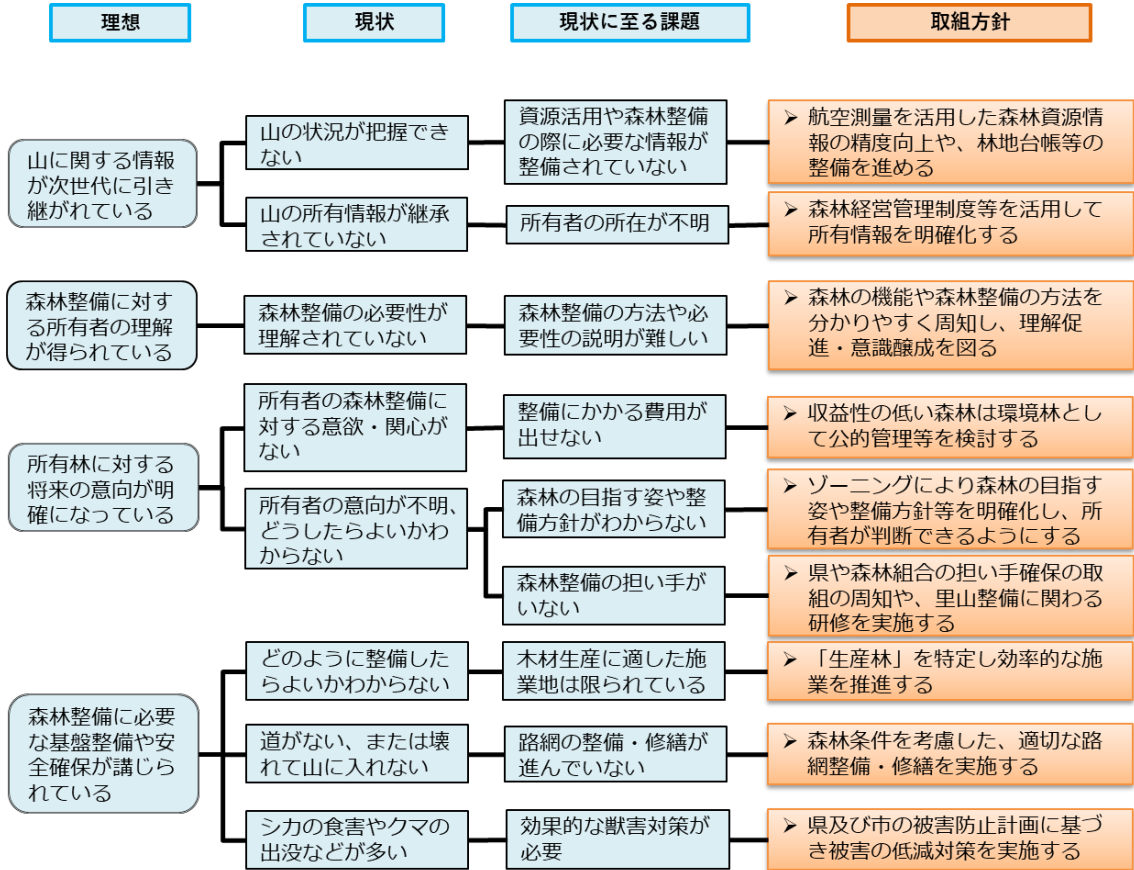 理想
現状
現状に至る課題
取組方針
山に関する情報
が次世代に引き
継がれている
山の状況が把握でき
ない
資源活用や森林整備
の際に必要な情報が
整備されていない
➢ 航空測量を活用した森林資源情
報の精度向上や、林地台帳等の
整備を進める
山の所有情報が継承
されていない
所有者の所在が不明
➢ 森林経営管理制度等を活用して
所有情報を明確化する
森林整備に対す
る所有者の理解
が得られている
森林整備の必要性が
理解されていない
森林整備の方法や必
要性の説明が難しい
➢ 森林の機能や森林整備の方法を
分かりやすく周知し、理解促
進・意識醸成を図る
所有林に対する
将来の意向が明
確になっている
所有者の森林整備に
対する意欲・関心が
ない
整備にかかる費用が
出せない
➢ 収益性の低い森林は環境林とし
て公的管理等を検討する
所有者の意向が不明、
どうしたらよいかわ
からない
森林の目指す姿や整
備方針がわからない
➢ ゾーニングにより森林の目指す
姿や整備方針等を明確化し、所
有者が判断できるようにする
森林整備の担い手が
いない
➢ 県や森林組合の担い手確保の取
組の周知や、里山整備に関わる
研修を実施する
森林整備に必要
な基盤整備や安
全確保が講じら
れている
どのように整備した
らよいかわからない
木材生産に適した施
業地は限られている
➢ 「生産林」を特定し効率的な施
業を推進する
道がない、または壊
れて山に入れない
路網の整備・修繕が
進んでいない
➢ 森林条件を考慮した、適切な路
網整備・修繕を実施する
シカの食害やクマの
出没などが多い
効果的な獣害対策が
必要
➢ 県及び市の被害防止計画に基づ
き被害の低減対策を実施する